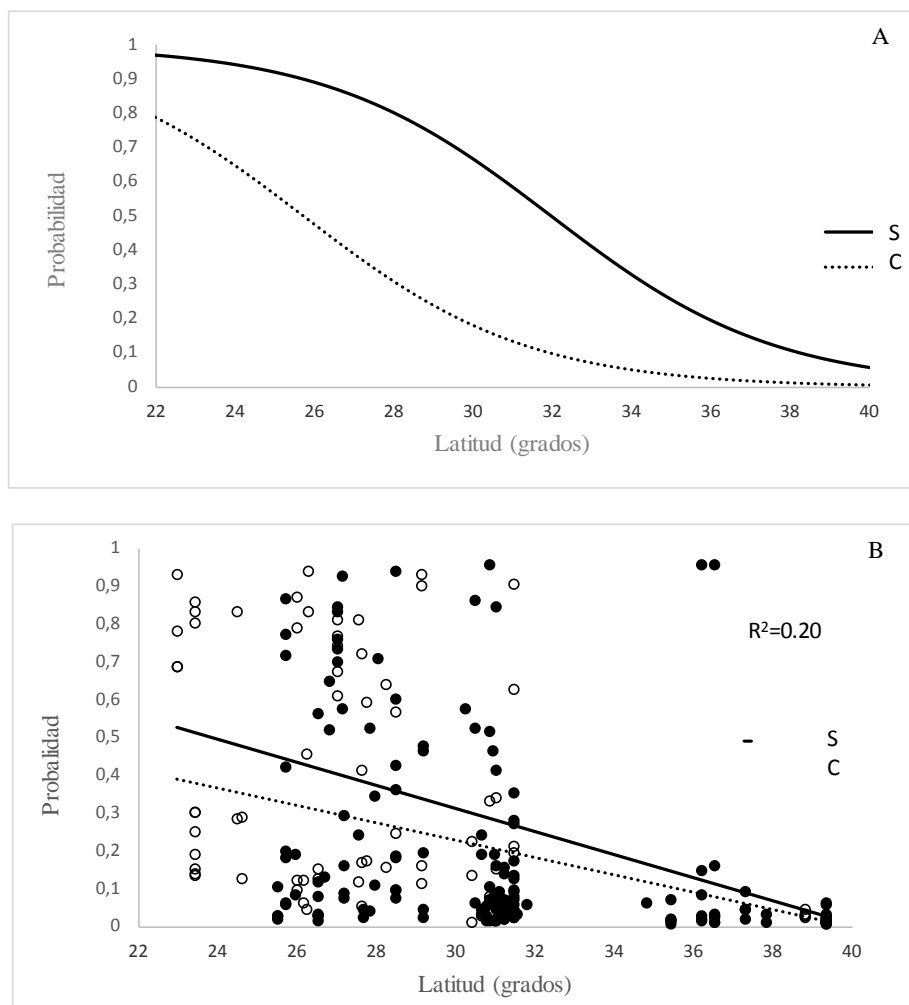 A
1
0,9
0,8
0,7
0,6
0,5
0,4
0,3
0,2
0,1
0
Probabilidad
22 24 26 28 30 32 34 36 38 40
Latitud (grados)
S
C
B
1
0,9
0,8
0,7
0,6
0,5
0,4
0,3
0,2
0,1
0
Probalidad
22 24 26 28 30 32 34 36 38 40
Latitud (grados)
R²=0.20
S
C